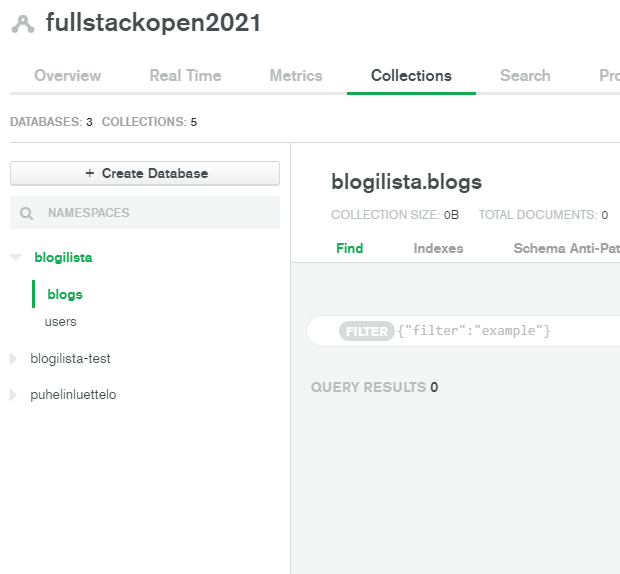 fullstackopen2021
Overview Real Time Metrics Collections Search Pro
DATABASES: 3 COLLECTIONS: 5
+ Create Database
NAMESPACES
blogilista
blogs
users
blogilista-test
puhelinluettelo
blogilista.blogs
COLLECTION SIZE: 0B TOTAL DOCUMENTS: 0
Find Indexes Schema Anti-Pat
FILTER {"filter":"example"}
QUERY RESULTS 0